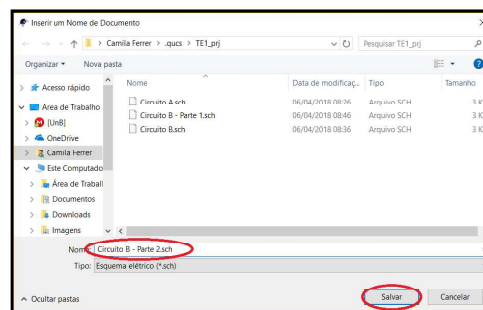 Inserir um Nome de Documento
Camila Ferrer > .qucs > TE1_prj
Pesquisar TE1_prj
Organizar Nova pasta
Nome Data de modificaç... Tipo Tamanho
Circuito A.sch 06/04/2018 08:26 Arquivo SCH 3 K
Circuito B - Parte 1.sch 06/04/2018 08:46 Arquivo SCH 3 K
Circuito B.sch 06/04/2018 08:36 Arquivo SCH 3 K
Acesso rápido
Área de Trabalho
[UnB]
OneDrive
Camila Ferrer
Este Computado
Área de Trabal
Documentos
Downloads
Imagens
Nome: Circuito B - Parte 2.sch
Tipo: Esquema elétrico (*.sch)
Ocultar pastas
Salvar Cancelar